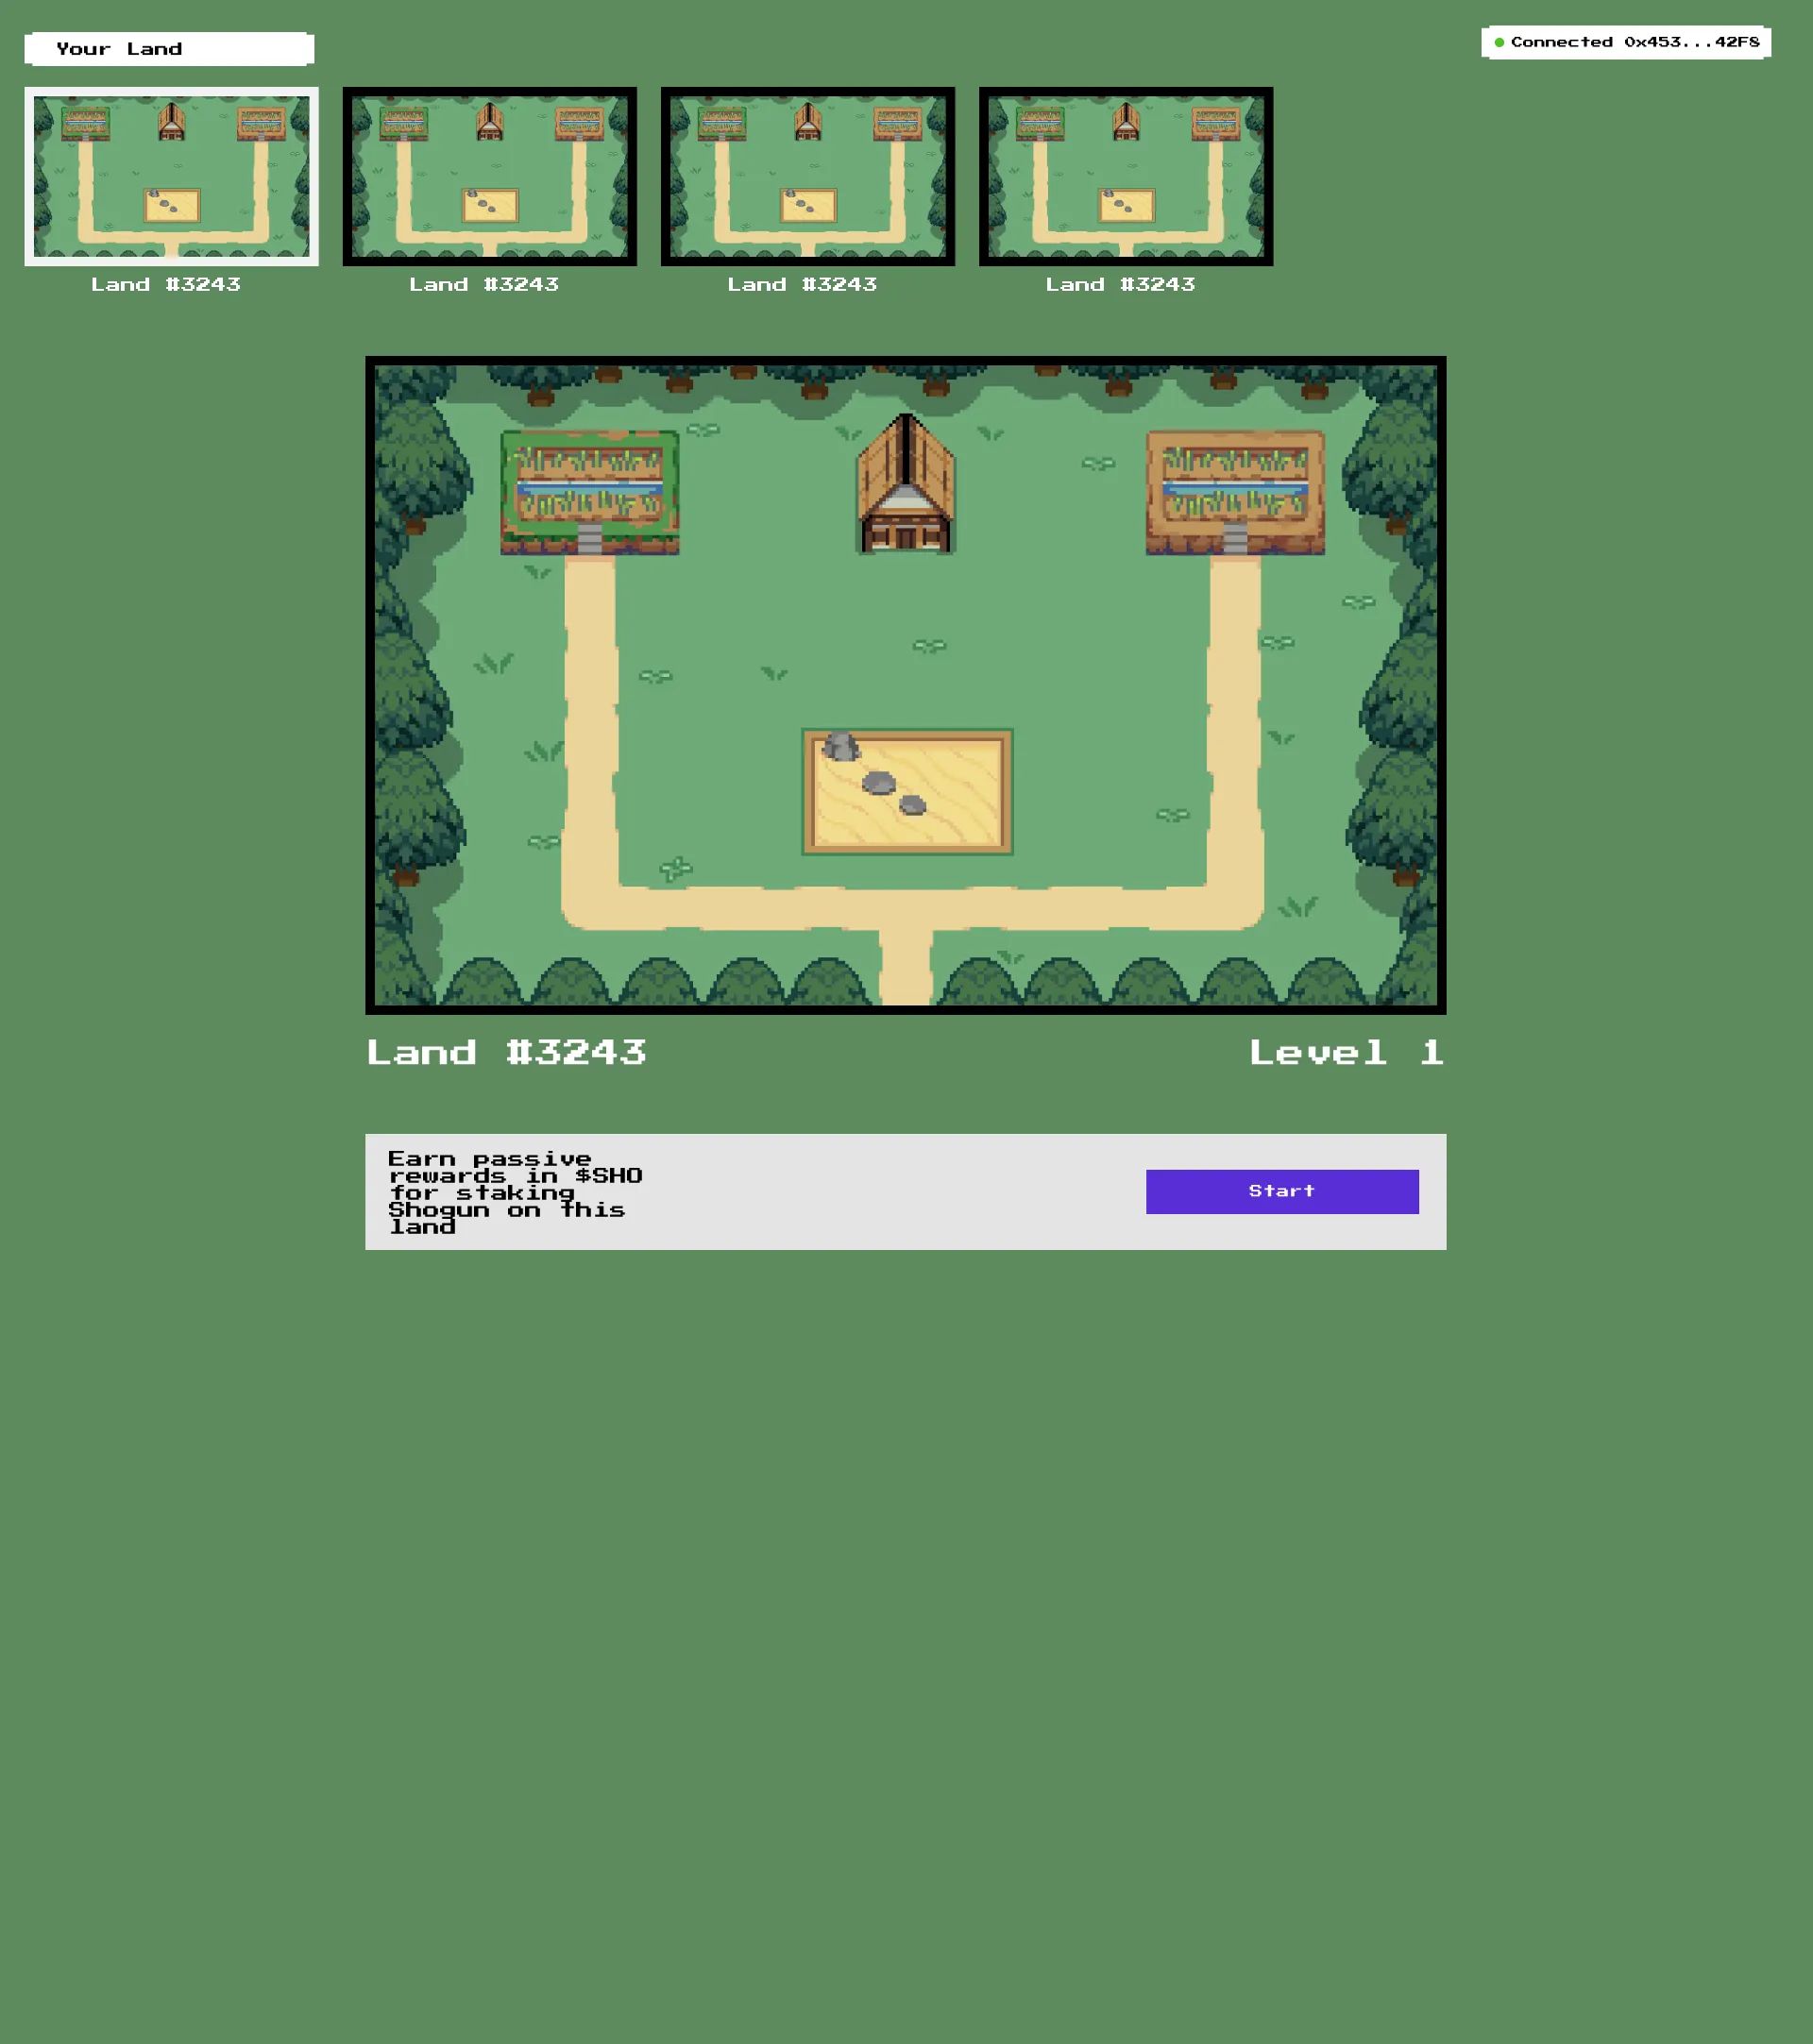 Your Land
Connected 0x453...42F8
Land #3243
Land #3243
Land #3243
Land #3243
Land #3243
Level 1
Earn passive
rewards in $SHO
for staking
Shogun on this
land
Start